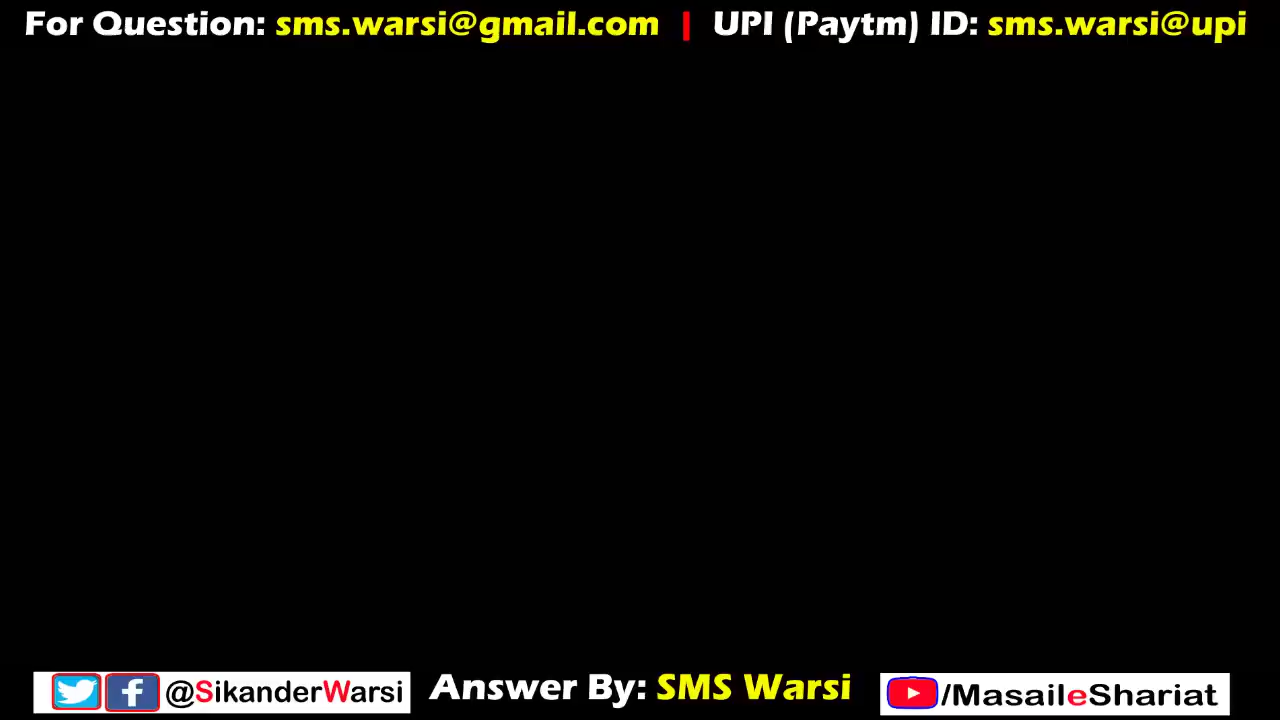 For Question: sms.warsi@gmail.com | UPI (Paytm) ID: sms.warsi@upi
@SikanderWarsi Answer By: SMS Warsi /MasaileShariat